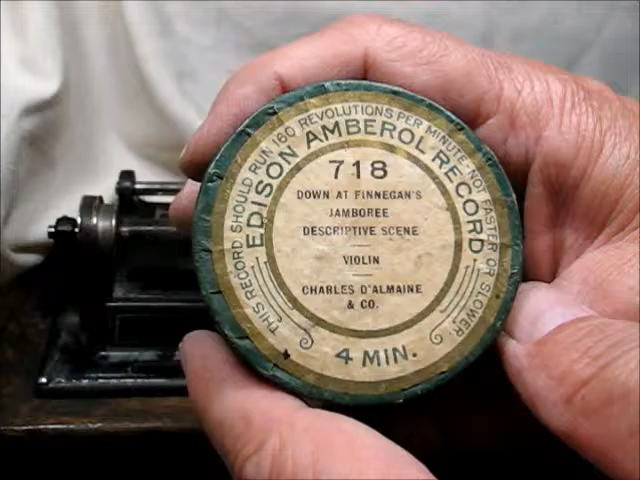 THIS RECORD SHOULD RUN 160 REVOLUTIONS PER MINUTE, NOT FASTER OR SLOWER.
EDISON AMBEROL RECORD
718
DOWN AT FINNEGAN'S
JAMBOREE
DESCRIPTIVE SCENE
VIOLIN
CHARLES D'ALMAINE
& CO.
4 MIN.